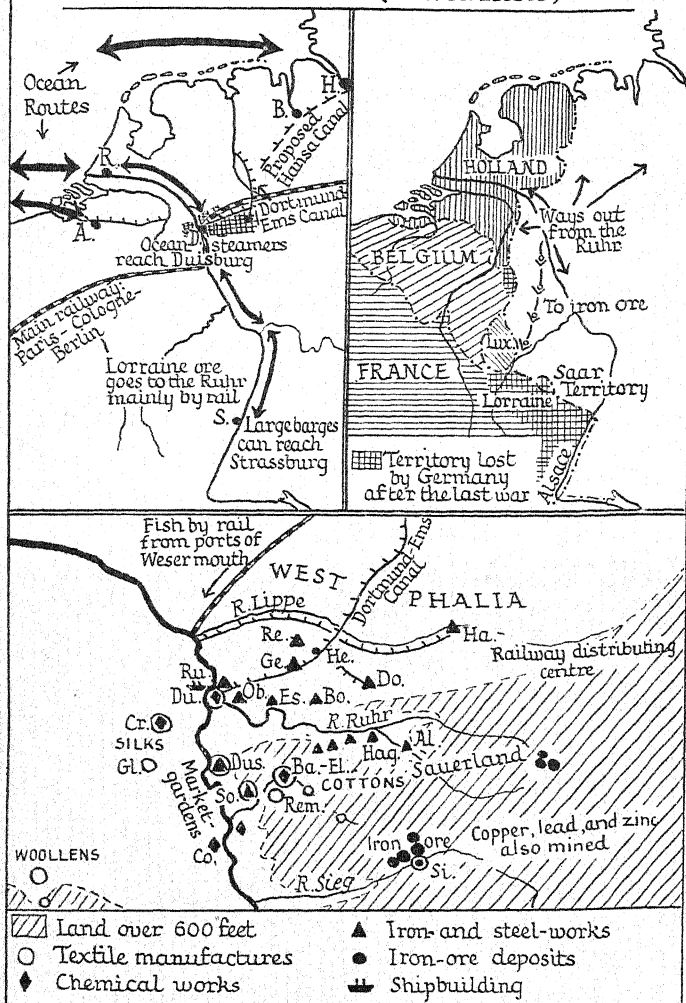 Ocean
Routes
H.
B.
Proposed
Hansa Canal
R.
A.
D.
Dortmund
Ems Canal
Ocean steamers
reach Duisburg
Main railway:
Paris-Cologne-
Berlin
Lorraine ore
goes to the Ruhr
mainly by rail
S.
Large barges
can reach
Strassburg
HOLLAND
Ways out
from the
Ruhr
BELGIUM
To iron ore
Lux.
FRANCE
Saar
Territory
Lorraine
Territory Lost
by Germany
after the last war
Alsace
Fish by rail
from ports of
Weser mouth
WEST
PHALIA
Dortmund-Ems
Canal
R. Lippe
Re.
Ha.-
Railway distributing
centre
Ge.
He.
Ru.
Do.
Du.
Ob.
Es.
Bo.
R. Ruhr
Cr.
SILKS
Gl.
Hag.
Al.
Dus.
Ba.-El.
COTTONS
Sauerland
Market-
gardens
So.
Rem.
Co.
Iron ore
Copper, lead, and zinc
also mined
WOOLLENS
R. Sieg
Si.
Land over 600 feet
Textile manufactures
Chemical works
Iron-and steel-works
Iron-ore deposits
Shipbuilding